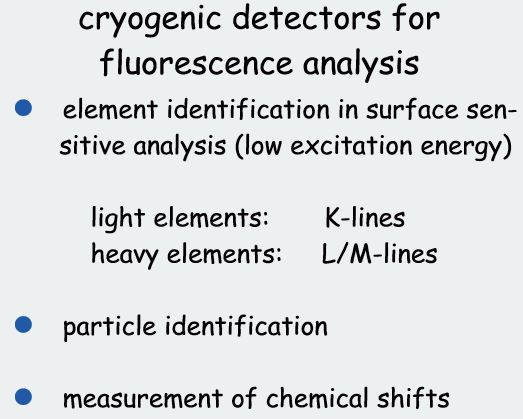 cryogenic detectors for
fluorescence analysis
● element identification in surface sen-
sitive analysis (low excitation energy)
light elements: K-lines
heavy elements: L/M-lines
● particle identification
● measurement of chemical shifts